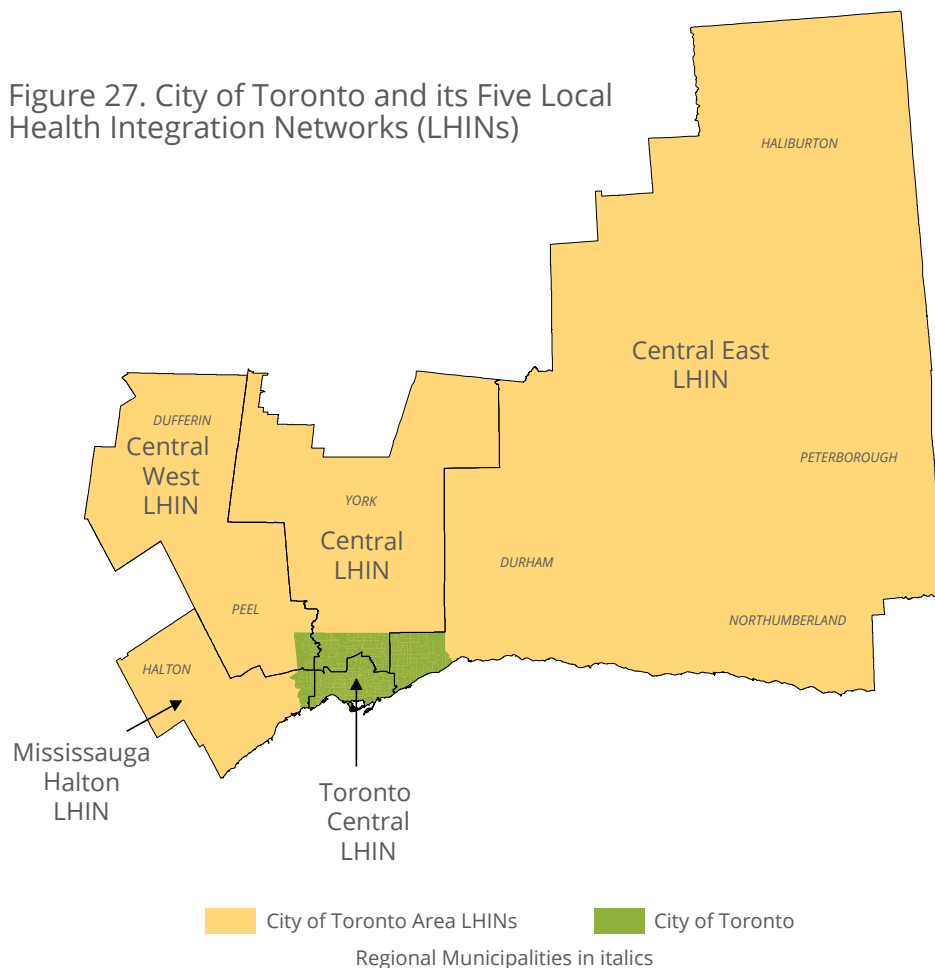 Figure 27. City of Toronto and its Five Local
Health Integration Networks (LHINs)
HALIBURTON
Central East
LHIN
DUFFERIN
Central
West
LHIN
PETERBOROUGH
YORK
Central
LHIN
DURHAM
PEEL
NORTHUMBERLAND
HALTON
Mississauga
Halton
LHIN
Toronto
Central
LHIN
City of Toronto Area LHINs
City of Toronto
Regional Municipalities in italics